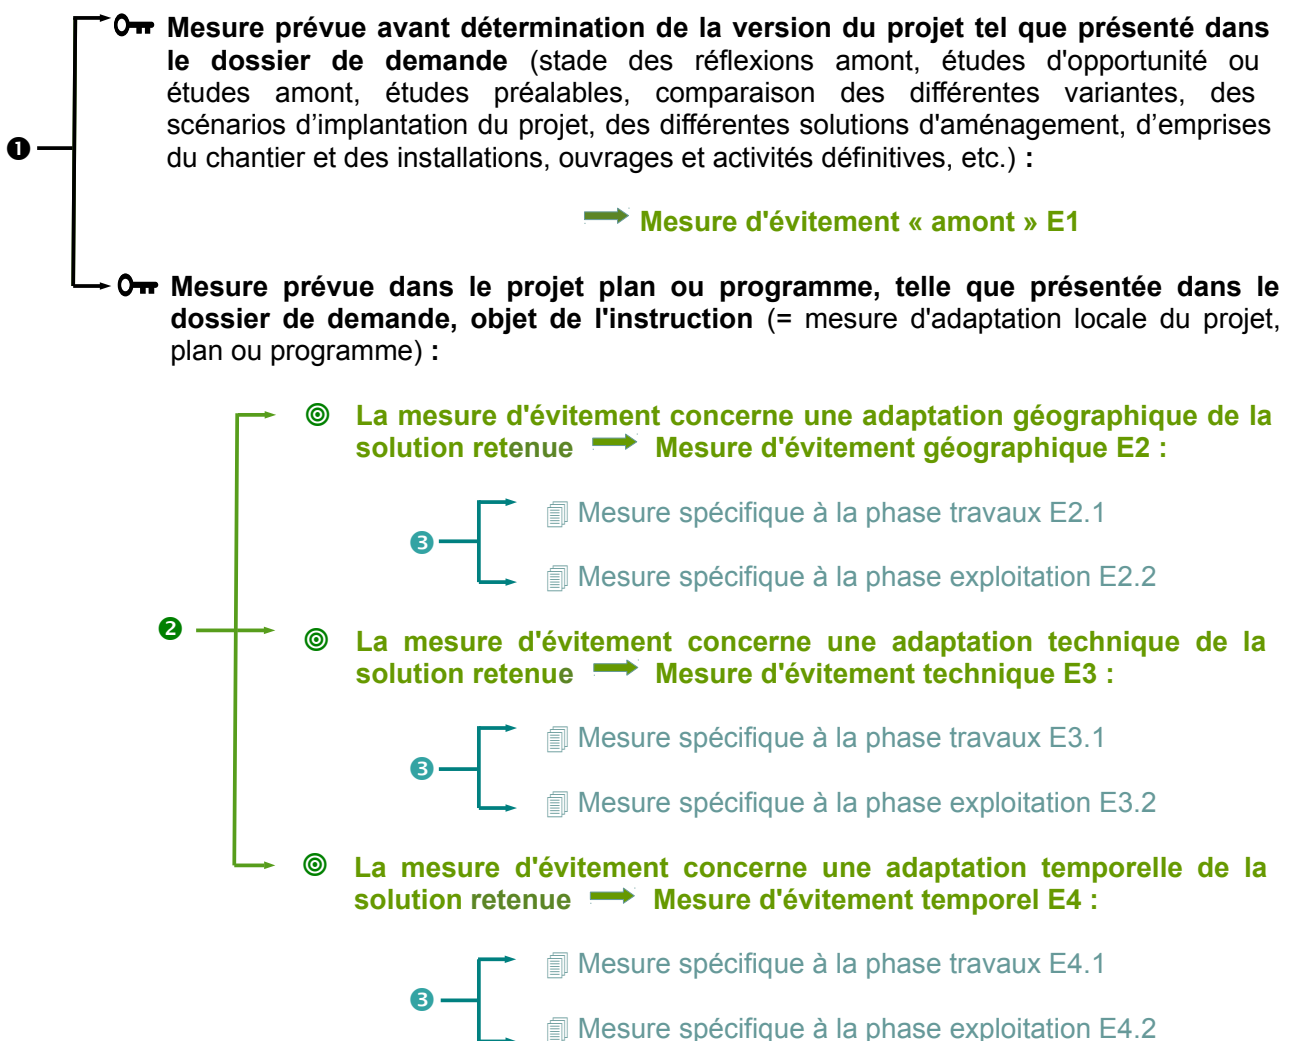 Mesure prévue avant détermination de la version du projet tel que présenté dans
le dossier de demande (stade des réflexions amont, études d'opportunité ou
études amont, études préalables, comparaison des différentes variantes, des
scénarios d’implantation du projet, des différentes solutions d'aménagement, d’emprises
❶
du chantier et des installations, ouvrages et activités définitives, etc.) :
Mesure d'évitement « amont » E1
Mesure prévue dans le projet plan ou programme, telle que présentée dans le
dossier de demande, objet de l'instruction (= mesure d'adaptation locale du projet,
plan ou programme) :
La mesure d'évitement concerne une adaptation géographique de la
solution retenue Mesure d'évitement géographique E2 :
Mesure spécifique à la phase travaux E2.1
❸
Mesure spécifique à la phase exploitation E2.2
❷
La mesure d'évitement concerne une adaptation technique de la
solution retenue Mesure d'évitement technique E3 :
Mesure spécifique à la phase travaux E3.1
❸
Mesure spécifique à la phase exploitation E3.2
La mesure d'évitement concerne une adaptation temporelle de la
solution retenue Mesure d'évitement temporel E4 :
Mesure spécifique à la phase travaux E4.1
❸
Mesure spécifique à la phase exploitation E4.2